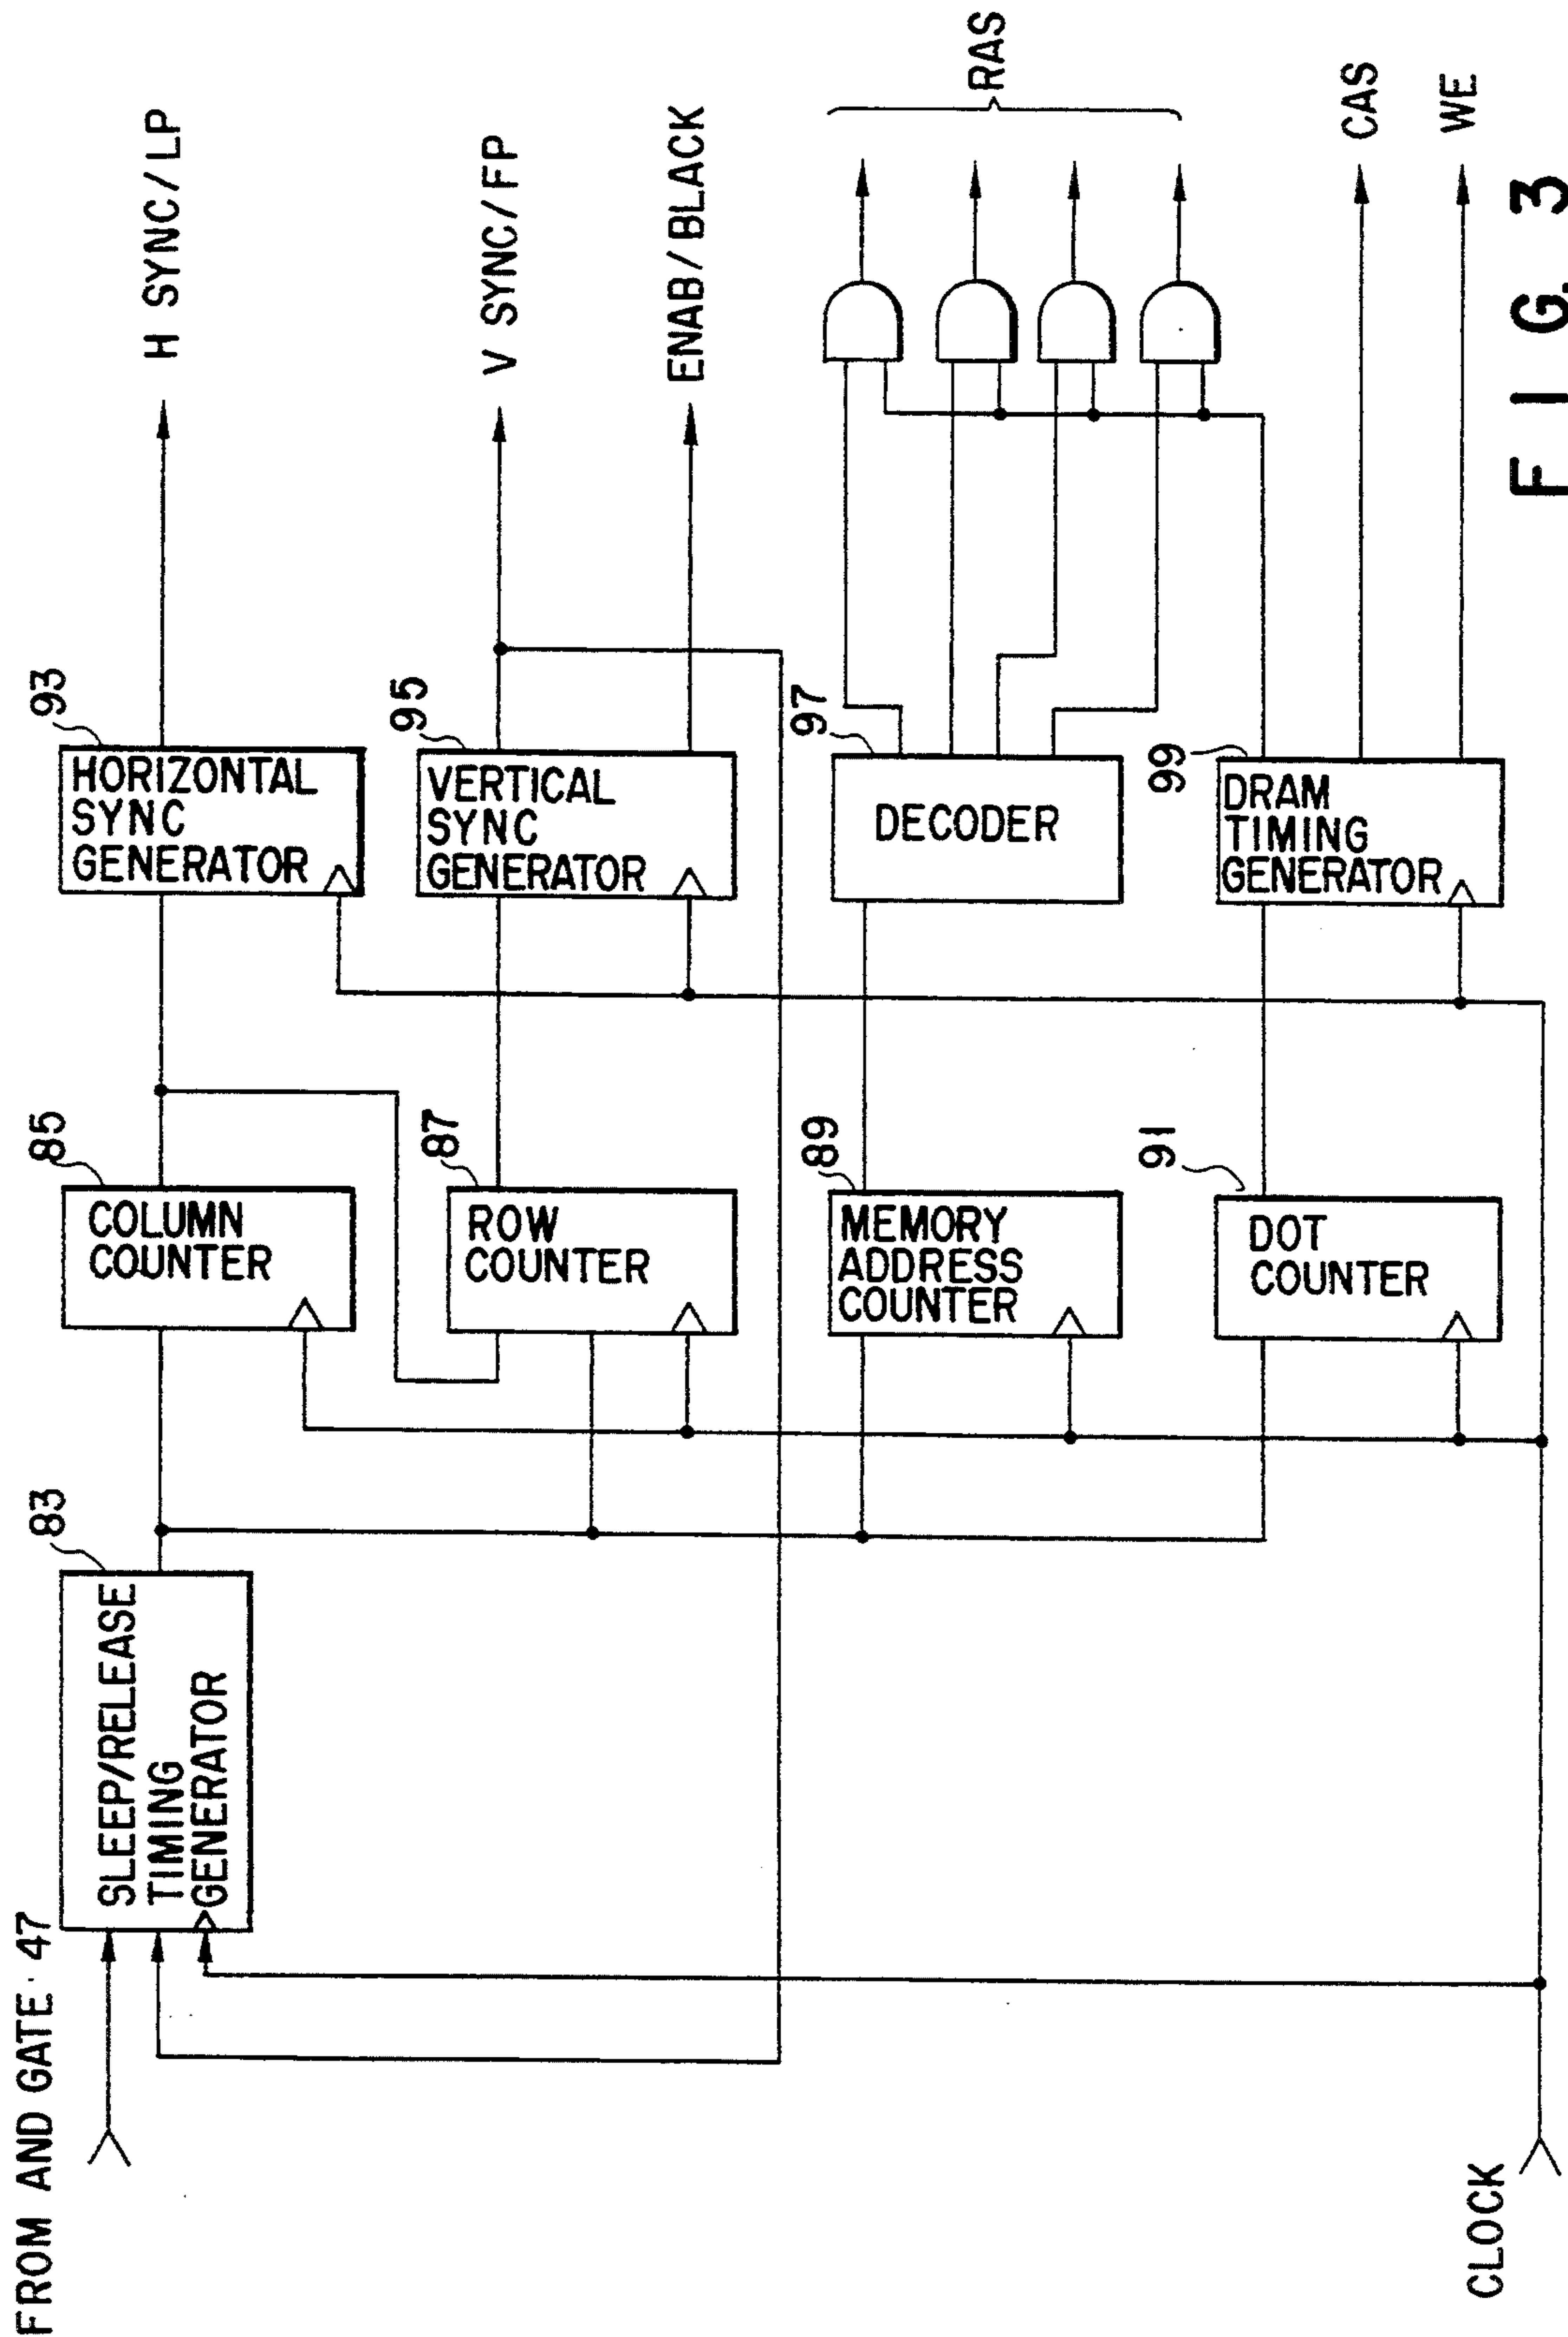 FROM AND GATE 47
83
SLEEP/RELEASE
TIMING
GENERATOR
CLOCK
85
COLUMN
COUNTER
87
ROW
COUNTER
89
MEMORY
ADDRESS
COUNTER
91
DOT
COUNTER
93
HORIZONTAL
SYNC
GENERATOR
95
VERTICAL
SYNC
GENERATOR
97
DECODER
99
DRAM
TIMING
GENERATOR
H SYNC/LP
V SYNC/FP
ENAB/BLACK
RAS
CAS
WE
FIG. 3